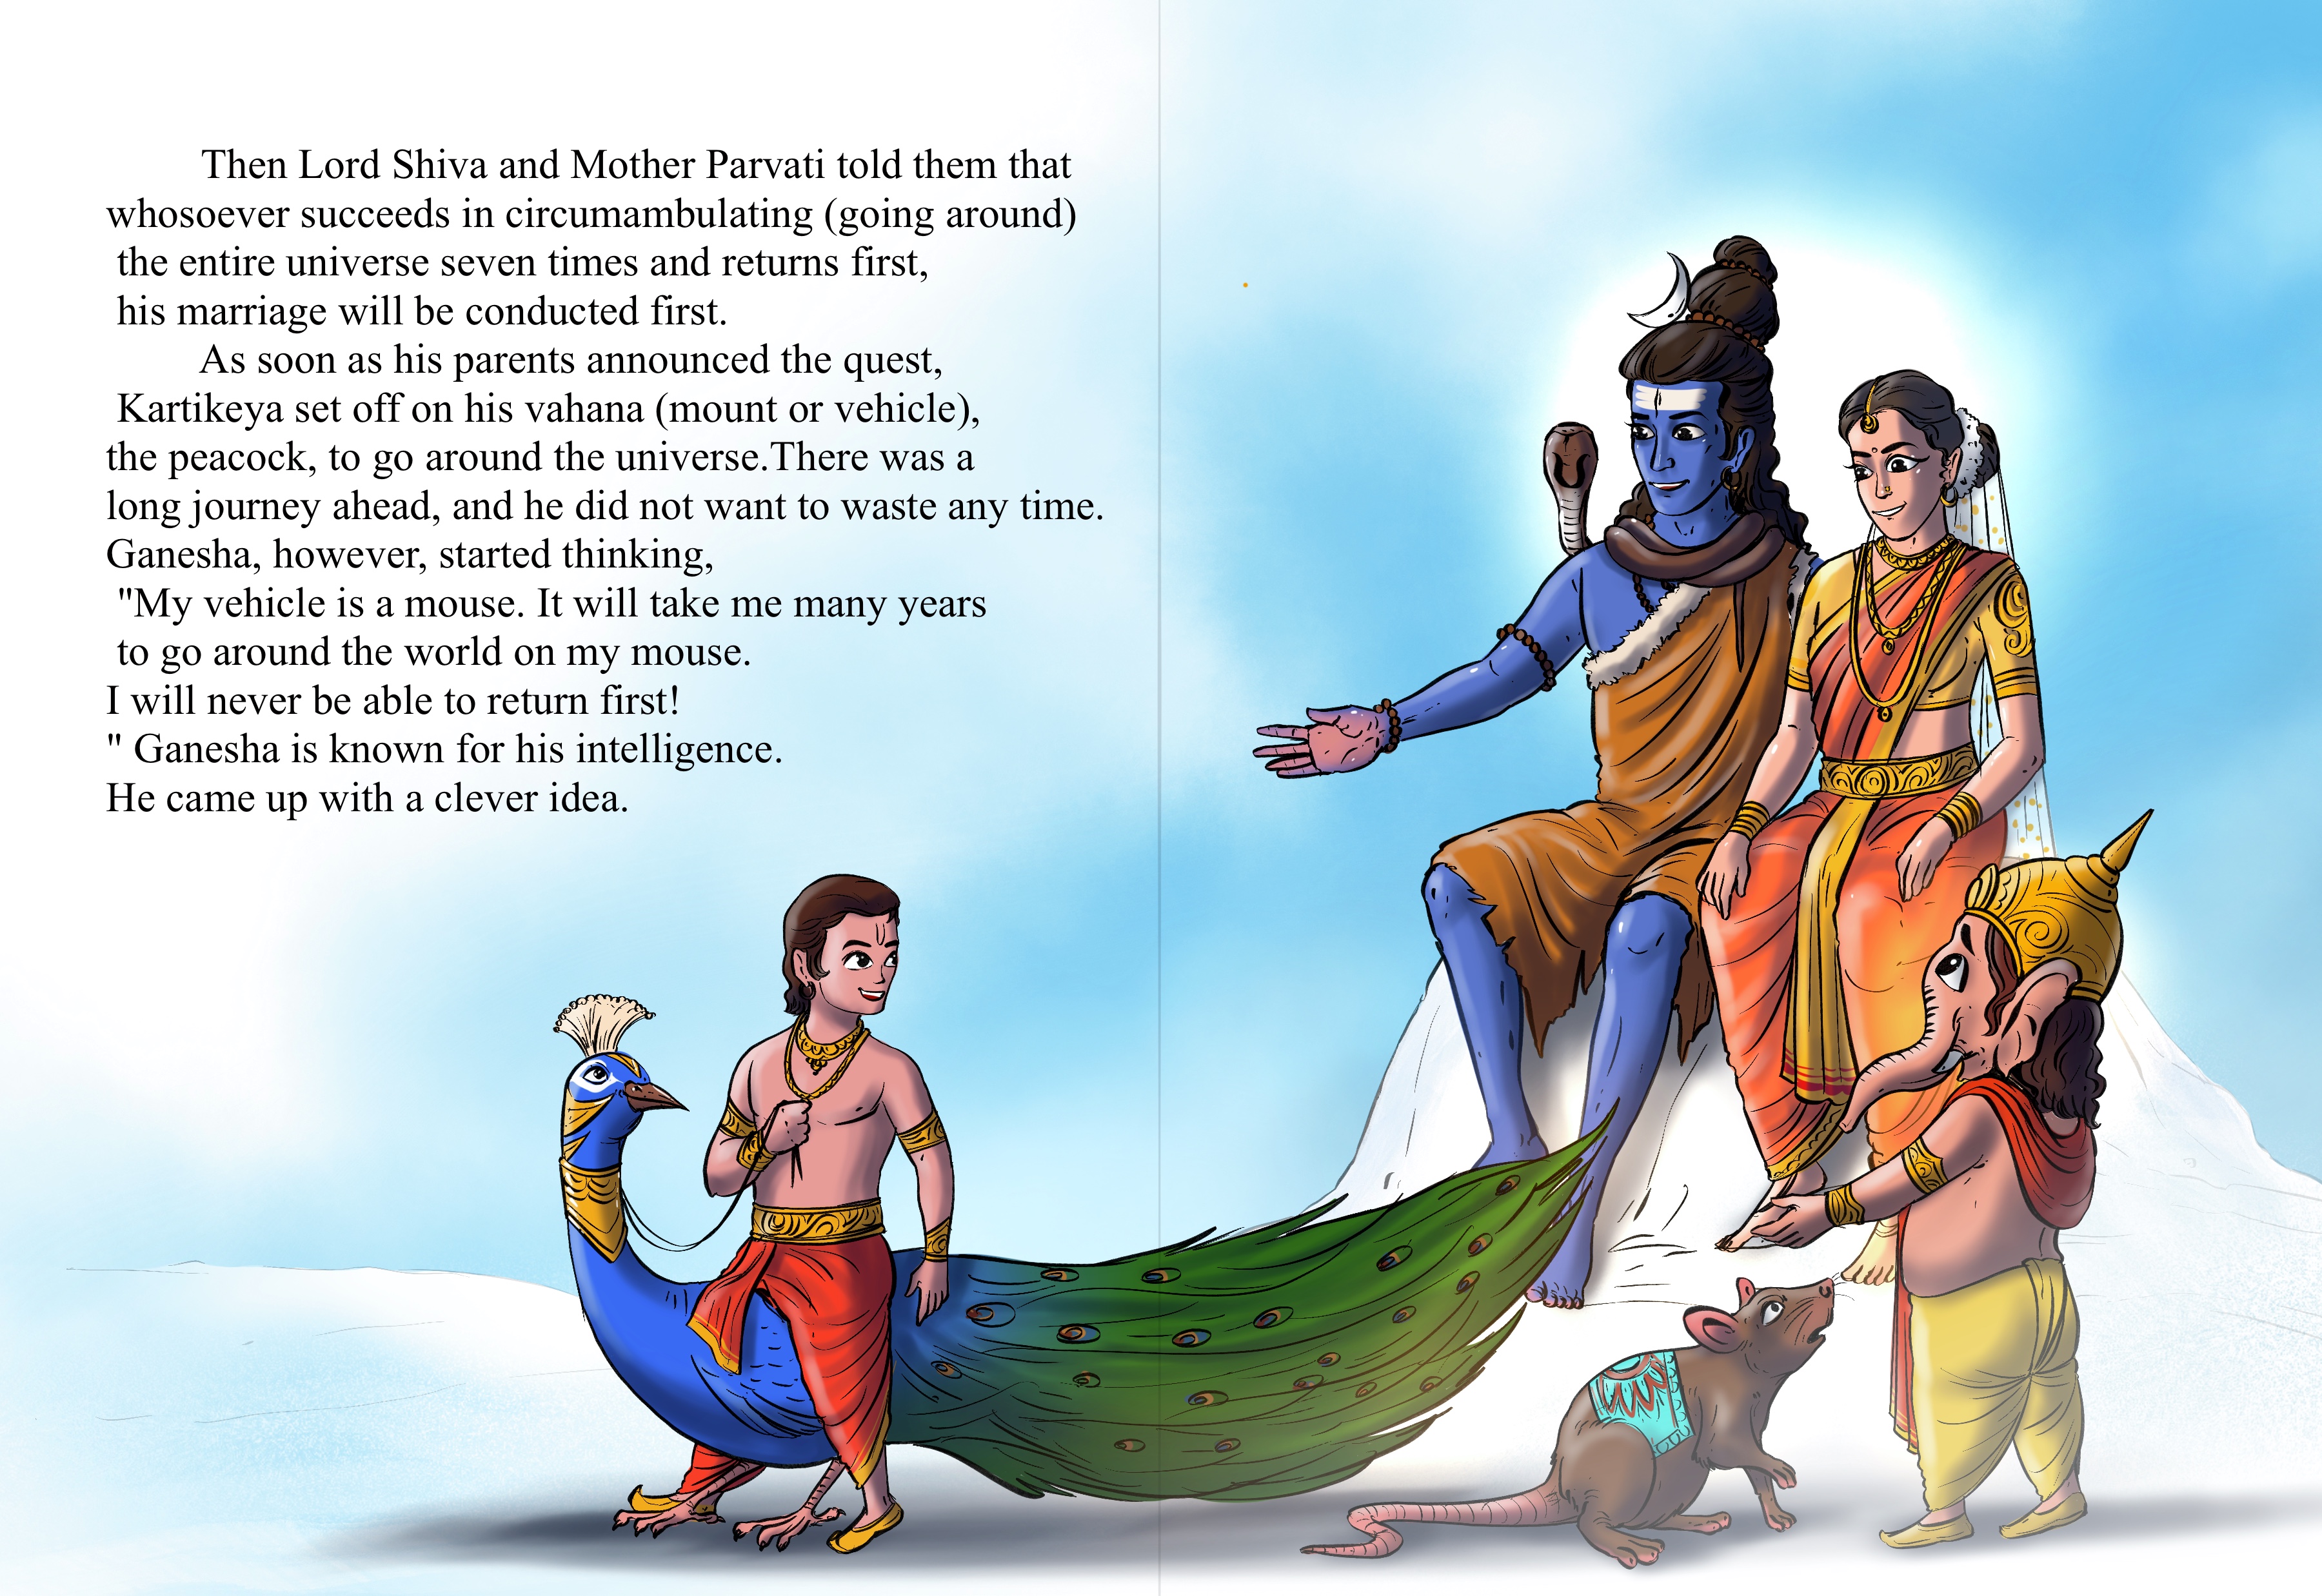 Then Lord Shiva and Mother Parvati told them that
whosoever succeeds in circumambulating (going around)
the entire universe seven times and returns first,
his marriage will be conducted first.
As soon as his parents announced the quest,
Kartikeya set off on his vahana (mount or vehicle),
the peacock, to go around the universe.There was a
long journey ahead, and he did not want to waste any time.
Ganesha, however, started thinking,
"My vehicle is a mouse. It will take me many years
to go around the world on my mouse.
I will never be able to return first!
" Ganesha is known for his intelligence.
He came up with a clever idea.